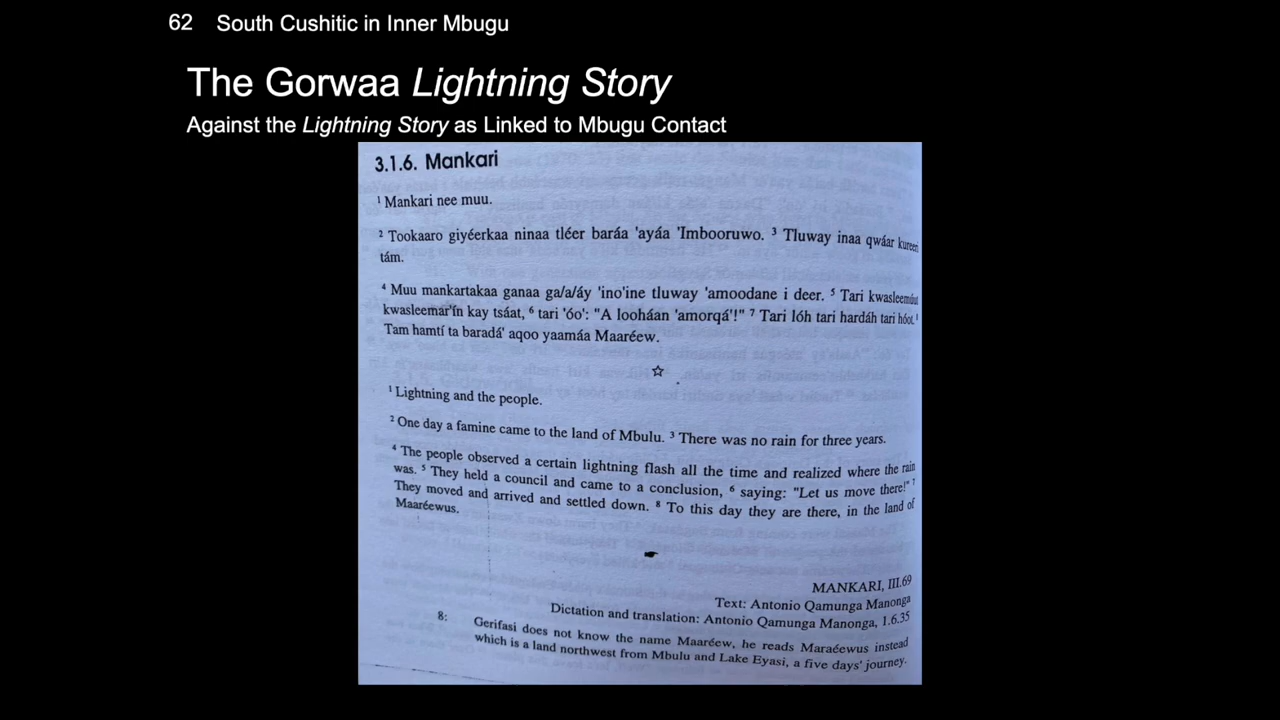 62 South Cushitic in Inner Mbugu
The Gorwaa Lightning Story
Against the Lightning Story as Linked to Mbugu Contact
3.1.6. Mankari
¹ Mankari nee muu.
² Tookaaro giyéerkaa ninaa tléer baráa 'ayáa 'Imbooruwo. ³ Tluway inaa qwáar kureeri
tám.
⁴ Muu mankartakaa ganaa ga/a/áy 'ino'ine tluway 'amoodane i deer. ⁵ Tari
kwasleemar'ín kay tsáat, ⁶ tari 'óo': "A looháan 'amorqá'!" ⁷ Tari lóh tari hardáh tari hóot.
Tam hamtí ta baradá' aqoo yaamáa Maaréew.
☆
¹ Lightning and the people.
² One day a famine came to the land of Mbulu. ³ There was no rain for three years.
⁴ The people observed a certain lightning flash all the time and realized where the rain
was. ⁵ They held a council and came to a conclusion, ⁶ saying: "Let us move there!" ⁷
They moved and arrived and settled down. ⁸ To this day they are there, in the land of
Maaréewus.
MANKARI, III.69
Text: Antonio Qamunga Manonga
Dictation and translation: Antonio Qamunga Manonga, 1.6.35
8: Gerifasi does not know the name Maaréew, he reads Maraéewus instead
which is a land northwest from Mbulu and Lake Eyasi, a five days' journey.